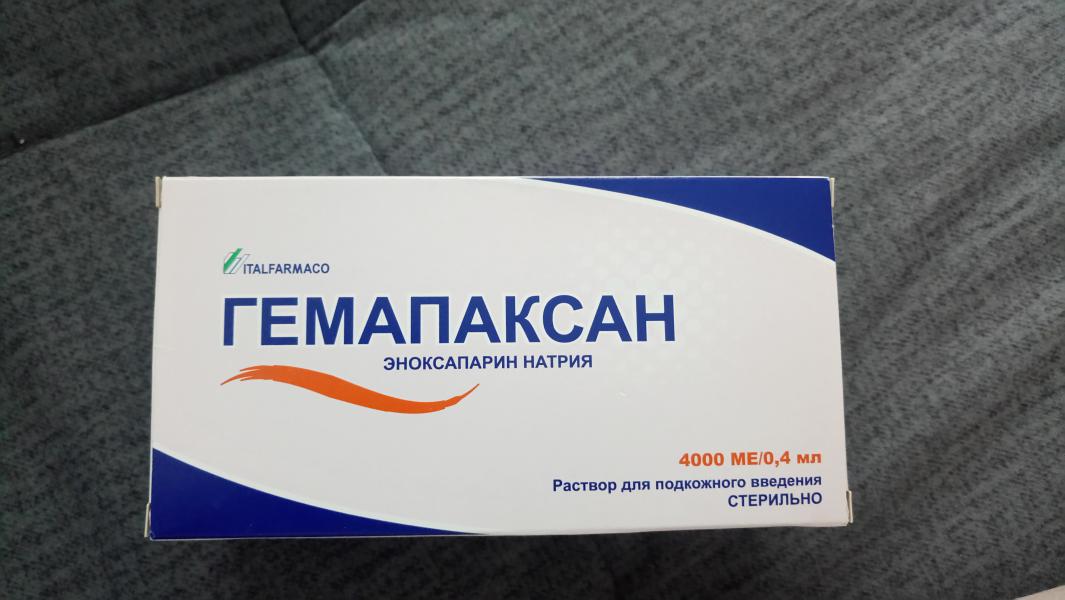 ITALFARMACO
ГЕМАПАКСАН
ЭНОКСАПАРИН НАТРИЯ
4000 МЕ/0,4 мл
Раствор для подкожного введения
СТЕРИЛЬНО